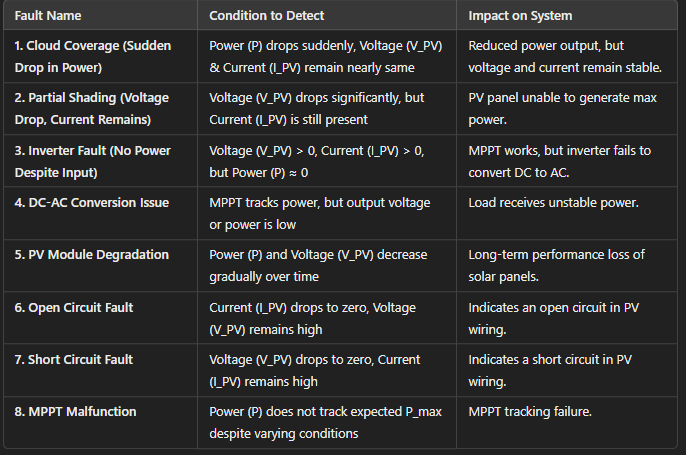 Fault Name Condition to Detect Impact on System
1. Cloud Coverage (Sudden Power (P) drops suddenly, Voltage (V_PV) Reduced power output, but
Drop in Power) & Current (I_PV) remain nearly same voltage and current remain stable.
2. Partial Shading (Voltage Voltage (V_PV) drops significantly, but PV panel unable to generate max
Drop, Current Remains) Current (I_PV) is still present power.
3. Inverter Fault (No Power Voltage (V_PV) > 0, Current (I_PV) > 0, MPPT works, but inverter fails to
Despite Input) but Power (P) ≈ 0 convert DC to AC.
4. DC-AC Conversion Issue MPPT tracks power, but output voltage Load receives unstable power.
or power is low
5. PV Module Degradation Power (P) and Voltage (V_PV) decrease Long-term performance loss of
gradually over time solar panels.
6. Open Circuit Fault Current (I_PV) drops to zero, Voltage Indicates an open circuit in PV
(V_PV) remains high wiring.
7. Short Circuit Fault Voltage (V_PV) drops to zero, Current Indicates a short circuit in PV
(I_PV) remains high wiring.
8. MPPT Malfunction Power (P) does not track expected P_max MPPT tracking failure.
despite varying conditions